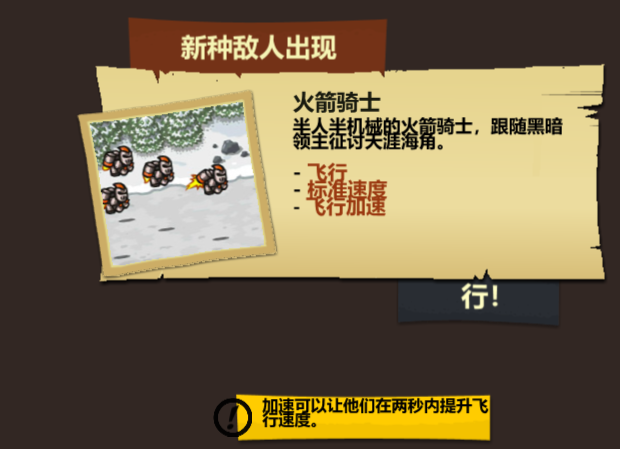 新种敌人出现
火箭骑士
半人半机械的火箭骑士，跟随黑暗
领主征讨天涯海角。
- 飞行
- 标准速度
- 飞行加速
行！
加速可以让他们在两秒内提升飞
行速度。